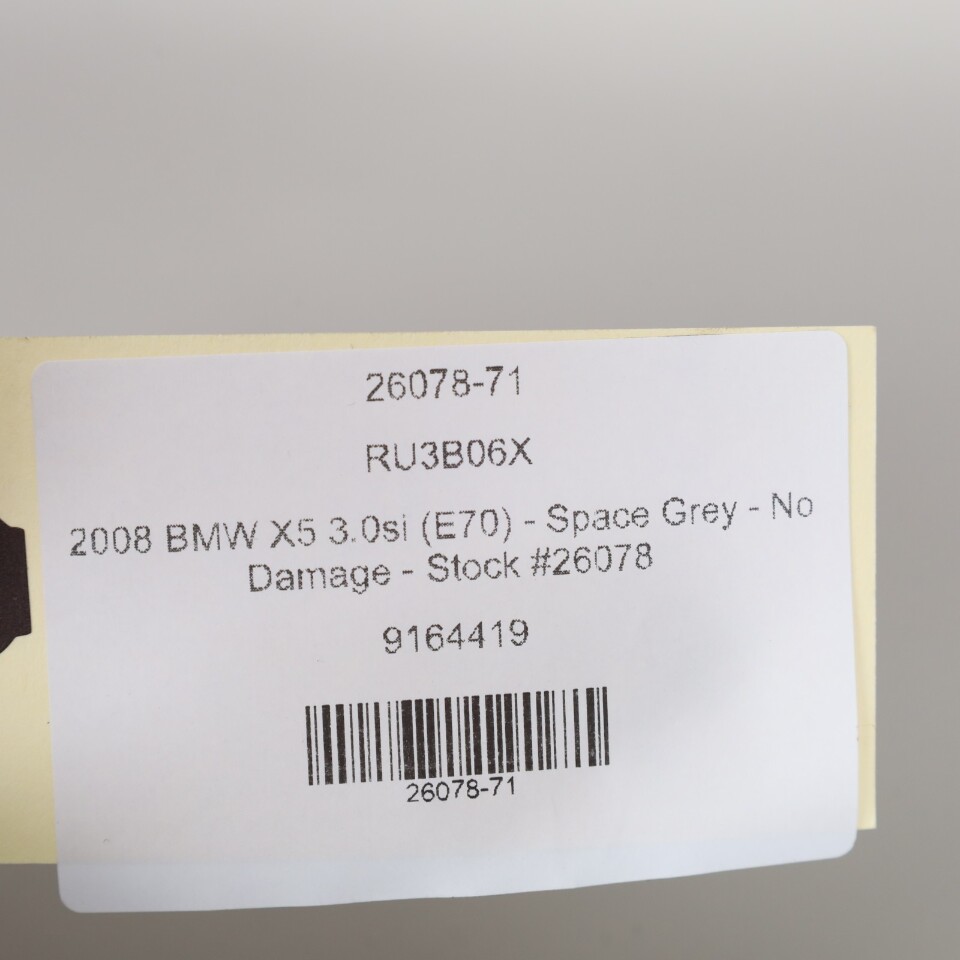 26078-71
RU3B06X
2008 BMW X5 3.0si (E70) - Space Grey - No
Damage - Stock #26078
9164419
26078-71